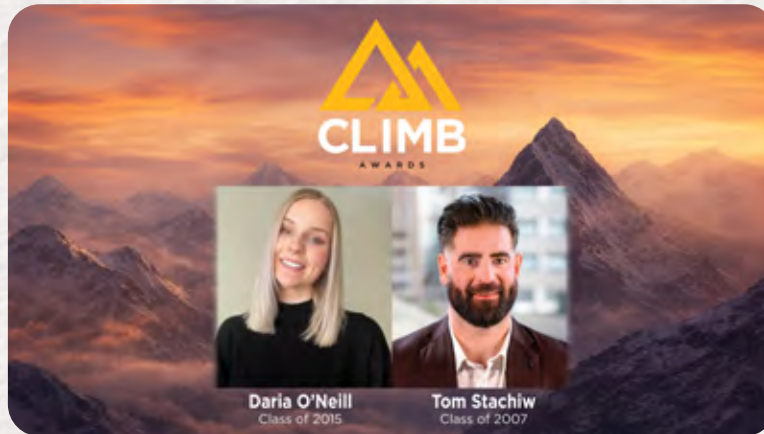 CLIMB
AWARDS
Daria O'Neill
Class of 2015
Tom Stachiw
Class of 2007